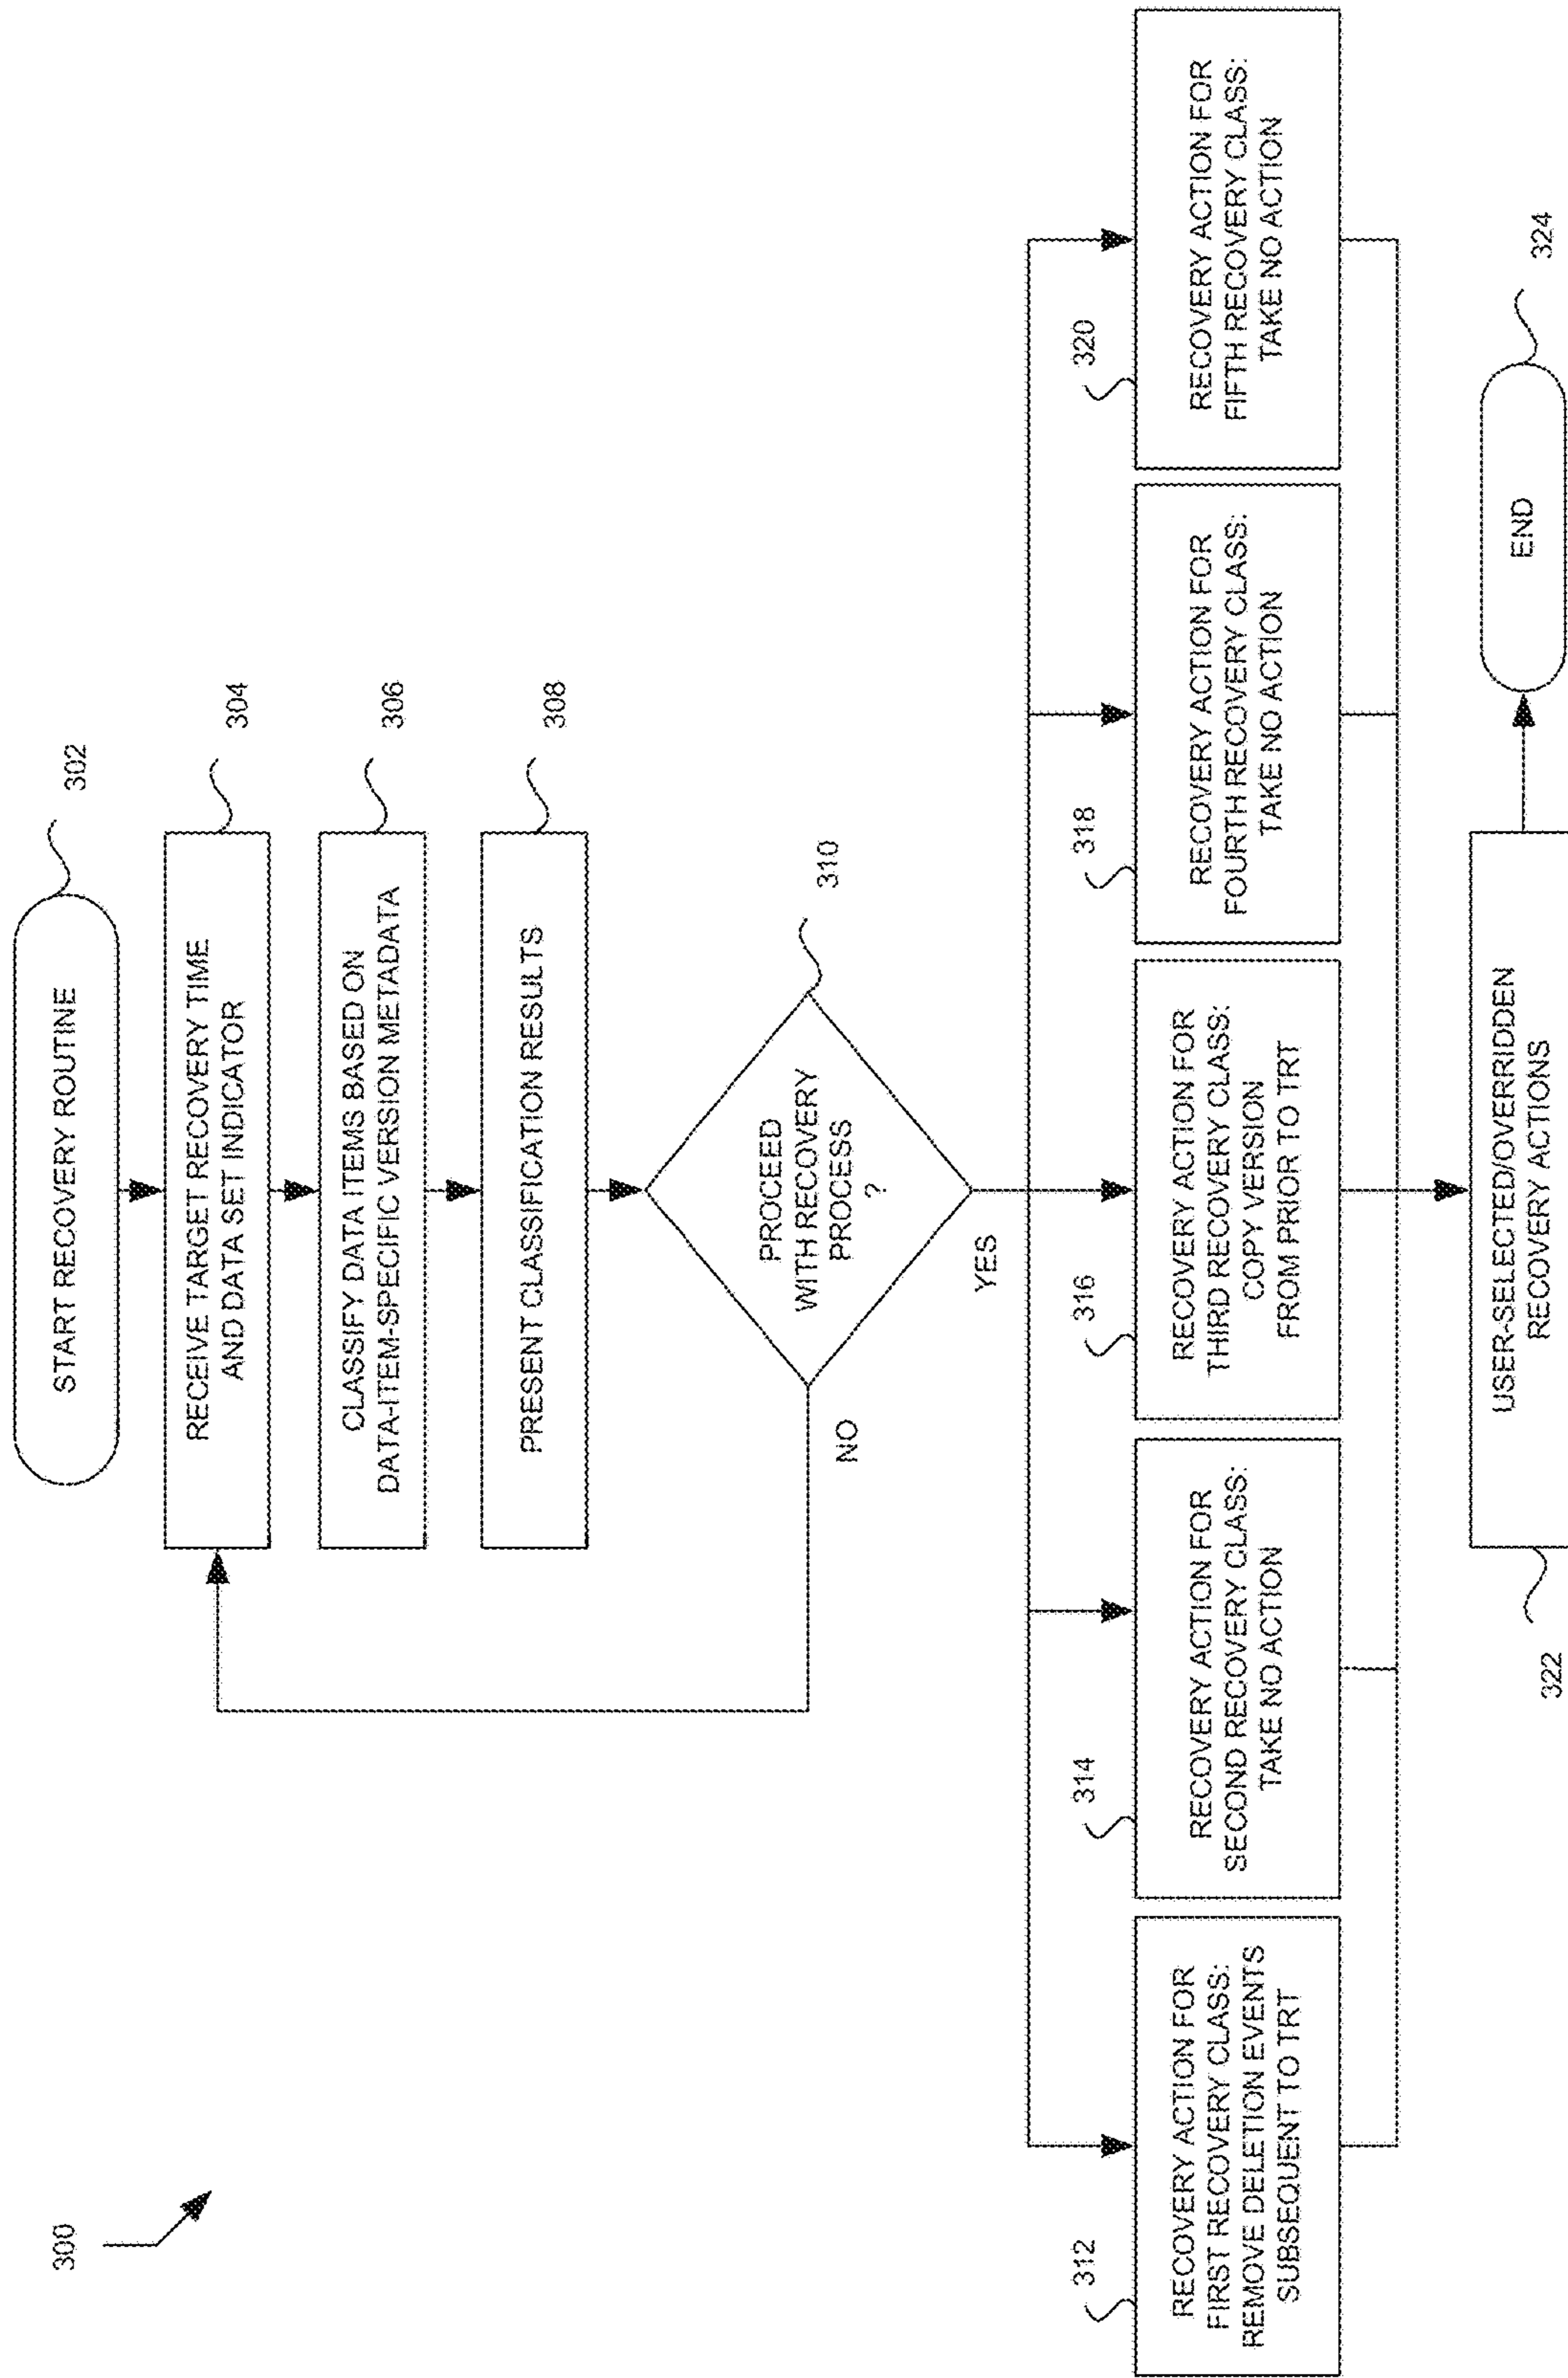 300
START RECOVERY ROUTINE
302
RECEIVE TARGET RECOVERY TIME
AND DATA SET INDICATOR
304
CLASSIFY DATA ITEMS BASED ON
DATA-ITEM-SPECIFIC VERSION METADATA
306
PRESENT CLASSIFICATION RESULTS
308
PROCEED
WITH RECOVERY
PROCESS
?
310
NO
YES
312
RECOVERY ACTION FOR
FIRST RECOVERY CLASS:
REMOVE DELETION EVENTS
SUBSEQUENT TO TRT
314
RECOVERY ACTION FOR
SECOND RECOVERY CLASS:
TAKE NO ACTION
316
RECOVERY ACTION FOR
THIRD RECOVERY CLASS:
COPY VERSION
FROM PRIOR TO TRT
318
RECOVERY ACTION FOR
FOURTH RECOVERY CLASS:
TAKE NO ACTION
320
RECOVERY ACTION FOR
FIFTH RECOVERY CLASS:
TAKE NO ACTION
322
USER-SELECTED/OVERRIDDEN
RECOVERY ACTIONS
END
324